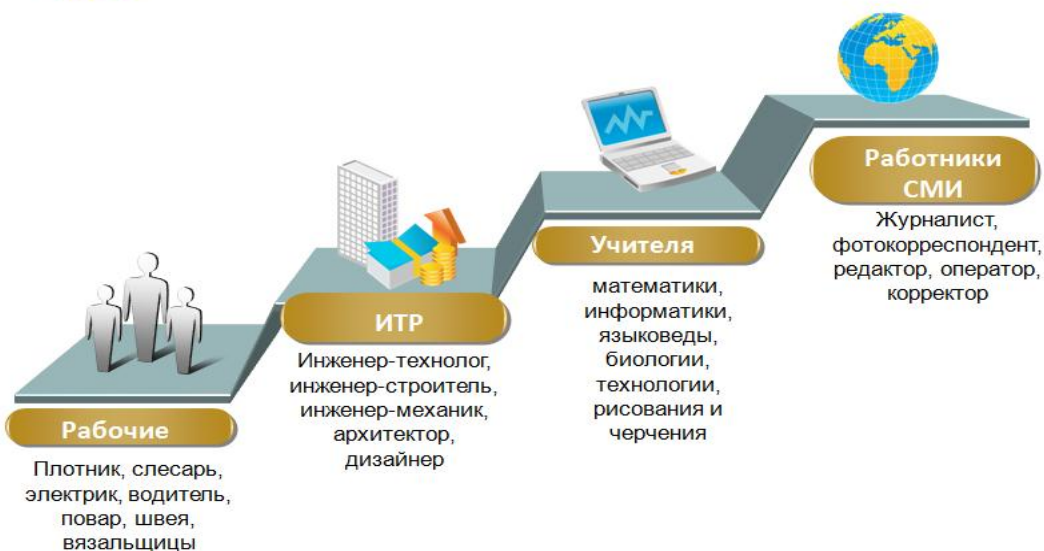 Рабочие
Плотник, слесарь,
электрик, водитель,
повар, швея,
вязальщицы
ИТР
Инженер-технолог,
инженер-строитель,
инженер-механик,
архитектор,
дизайнер
Учителя
математики,
информатики,
языковеды,
биологии,
технологии,
рисования и
черчения
Работники
СМИ
Журналист,
фотокорреспондент,
редактор, оператор,
корректор